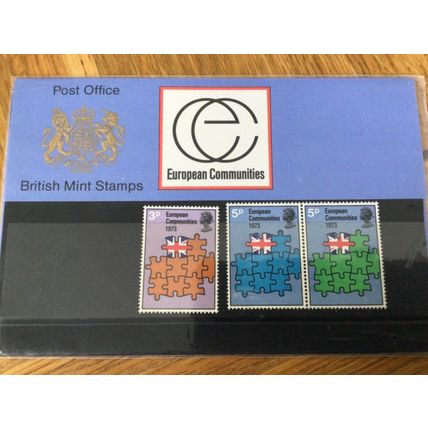 Post Office
British Mint Stamps
ce
European Communities
3P
European
Communities
1973
5P
European
Communities
1973
5P
European
Communities
1973